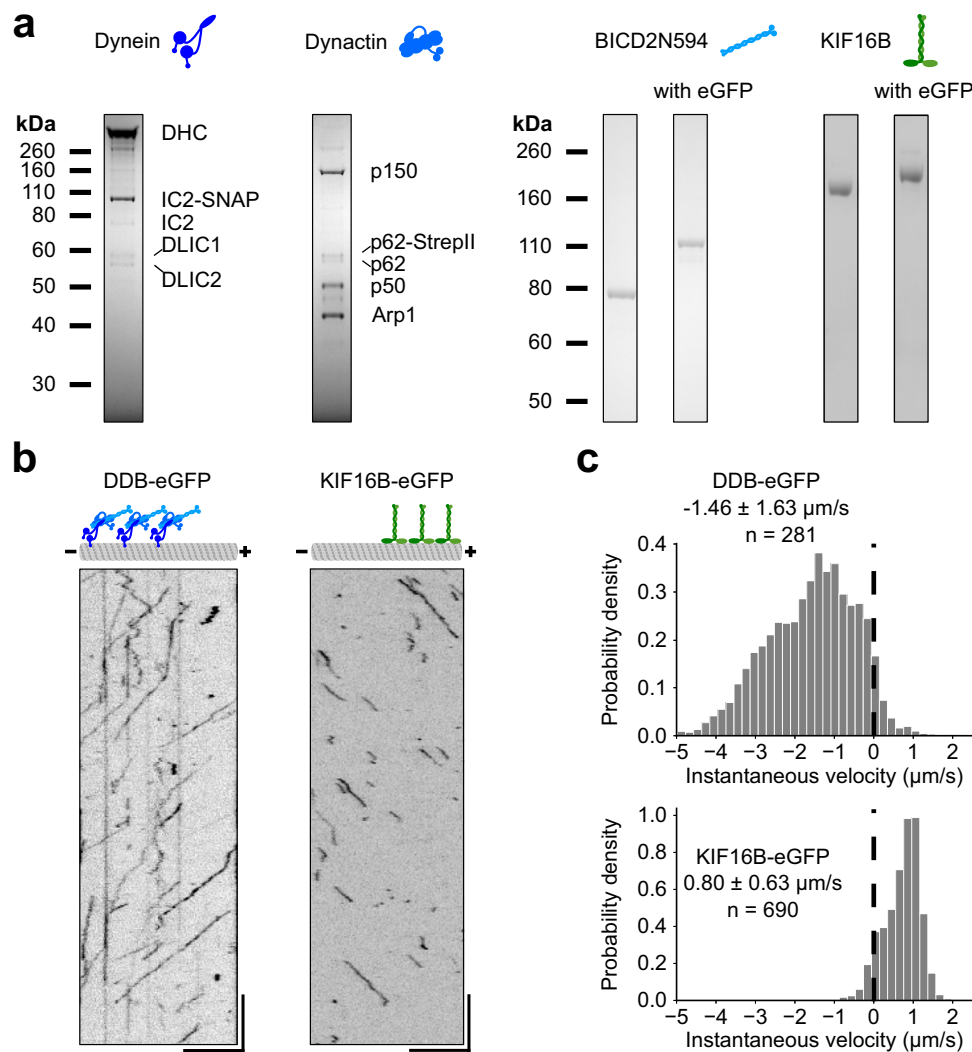 a
Dynein
Dynactin
BICD2N594
KIF16B
with eGFP
with eGFP
kDa
260
160
110
80
60
50
40
30
DHC
IC2-SNAP
IC2
DLIC1
DLIC2
p150
p62-StrepII
p62
p50
Arp1
kDa
260
160
110
80
60
50
b
DDB-eGFP
KIF16B-eGFP
− +
− +
c
DDB-eGFP
-1.46 ± 1.63 µm/s
n = 281
Probability density
0.4
0.3
0.2
0.1
0.0
−5 −4 −3 −2 −1 0 1 2
Instantaneous velocity (µm/s)
KIF16B-eGFP
0.80 ± 0.63 µm/s
n = 690
Probability density
1.0
0.8
0.6
0.4
0.2
0.0
−5 −4 −3 −2 −1 0 1 2
Instantaneous velocity (µm/s)